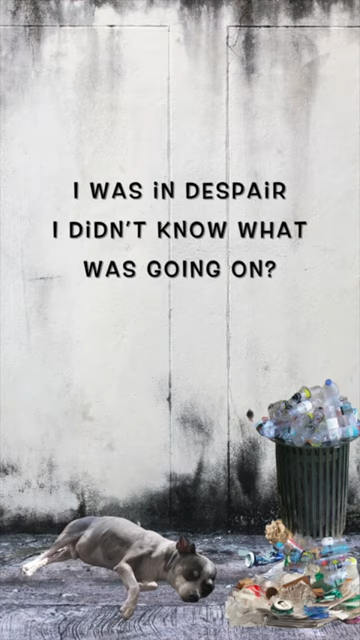 I WAS IN DESPAIR
I DIDN'T KNOW WHAT
WAS GOING ON?